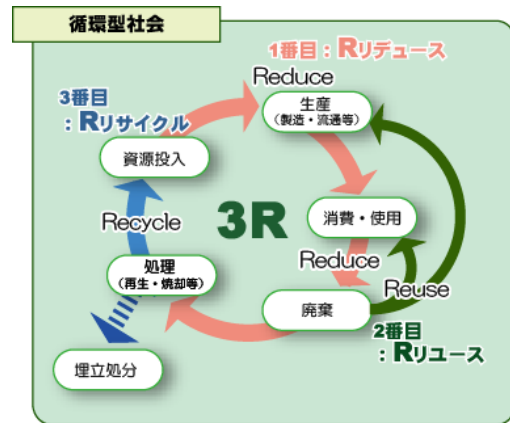 循環型社会
1番目：Rリデュース
Reduce
生産
（製造・流通等）
3番目
：Rリサイクル
資源投入
3R
消費・使用
Recycle
Reduce
処理
（再生・焼却等）
Reuse
廃棄
2番目
：Rリユース
埋立処分